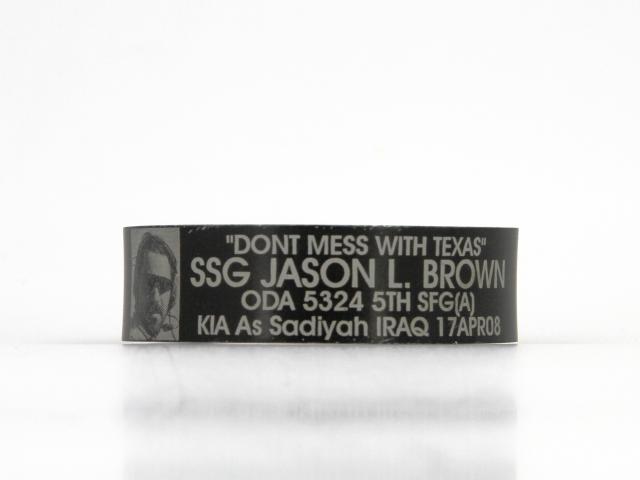 "DONT MESS WITH TEXAS"
SSG JASON L. BROWN
ODA 5324 5TH SFG(A)
KIA As Sadiyah IRAQ 17APR08